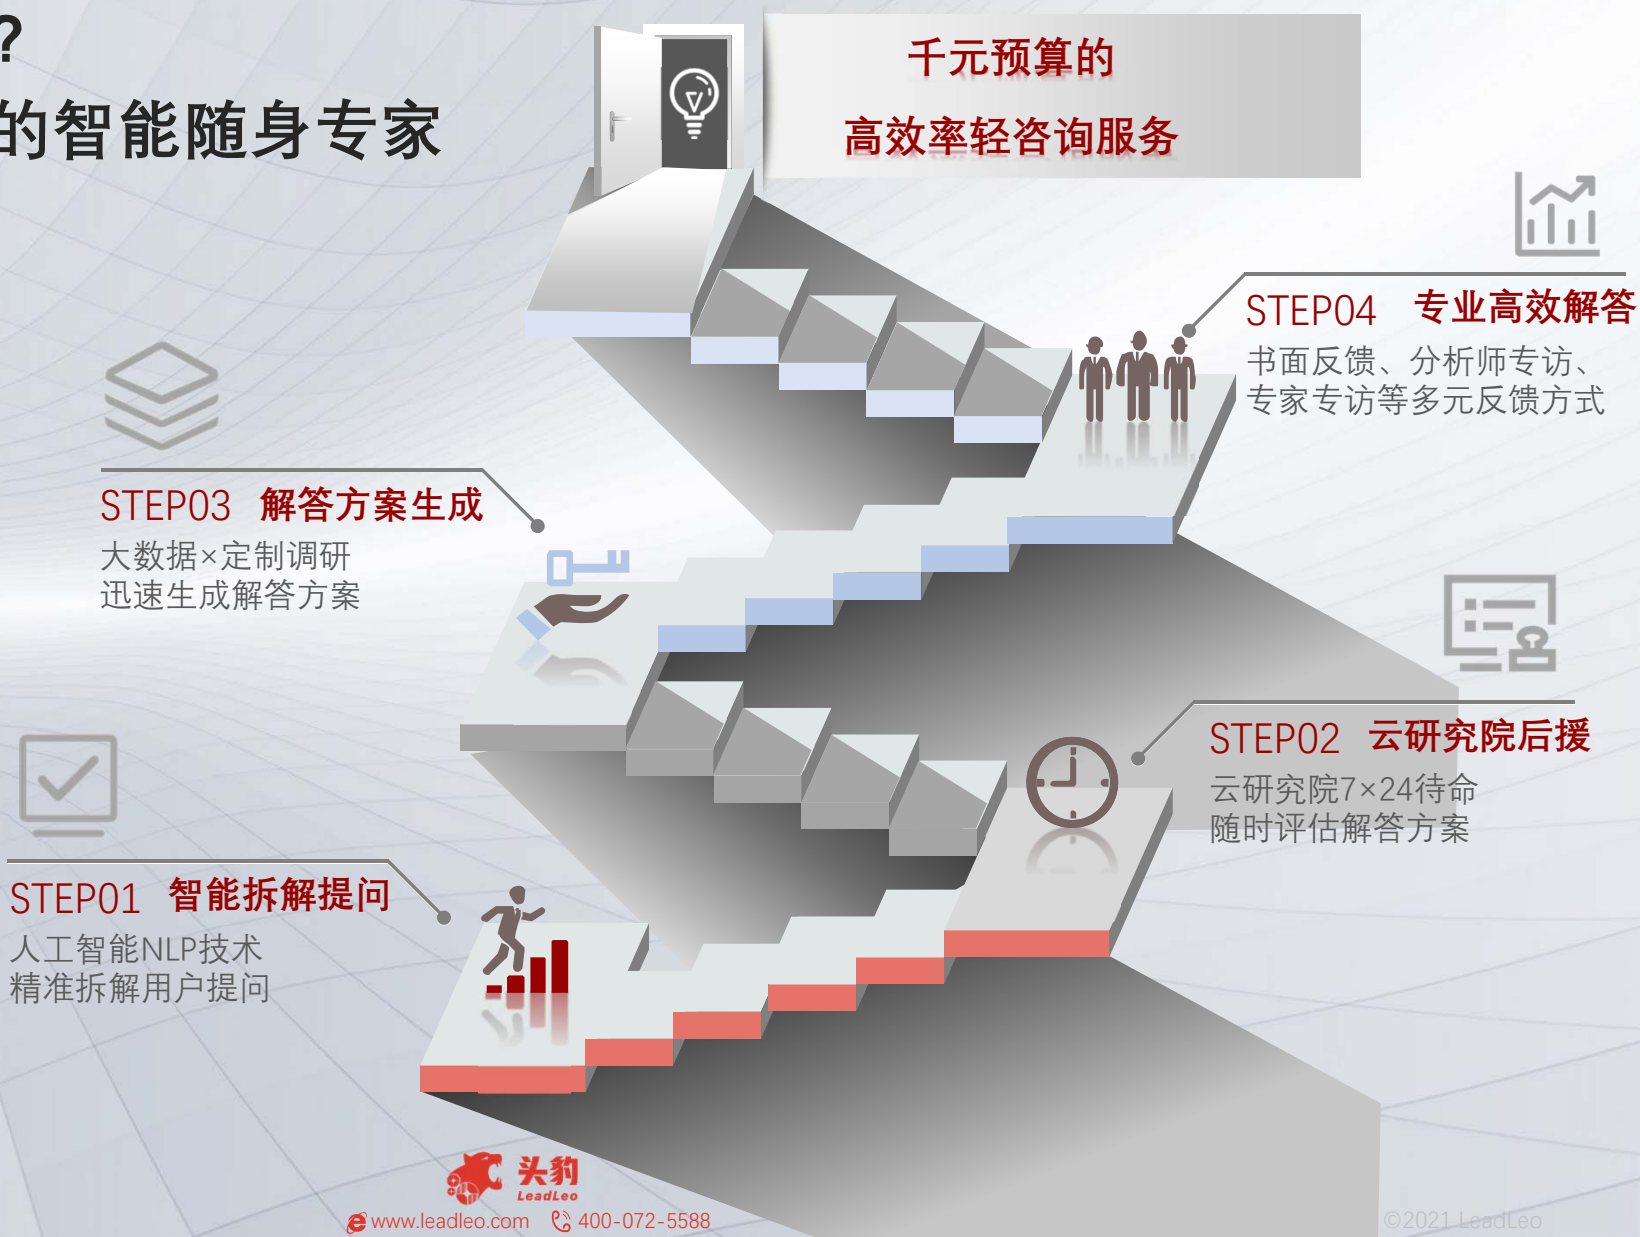 ?
的智能随身专家
千元预算的
高效率轻咨询服务
STEP04 专业高效解答
书面反馈、分析师专访、
专家专访等多元反馈方式
STEP03 解答方案生成
大数据×定制调研
迅速生成解答方案
STEP02 云研究院后援
云研究院7×24待命
随时评估解答方案
STEP01 智能拆解提问
人工智能NLP技术
精准拆解用户提问
头豹
LeadLeo
www.leadleo.com 400-072-5588
©2021 LeadLeo